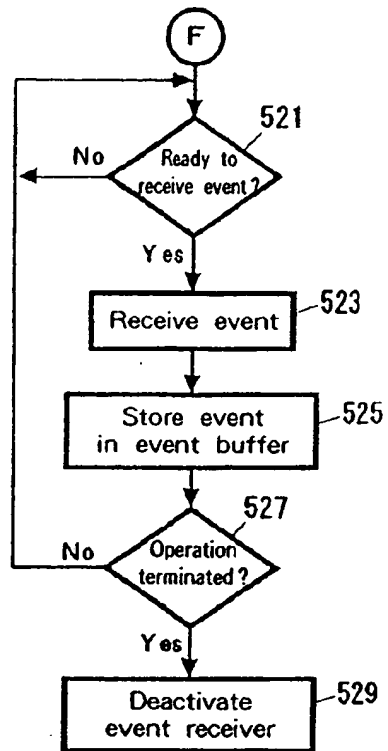 F
521
No
Ready to
receive event?
Yes
523
Receive event
525
Store event
in event buffer
527
No
Operation
terminated?
Yes
529
Deactivate
event receiver